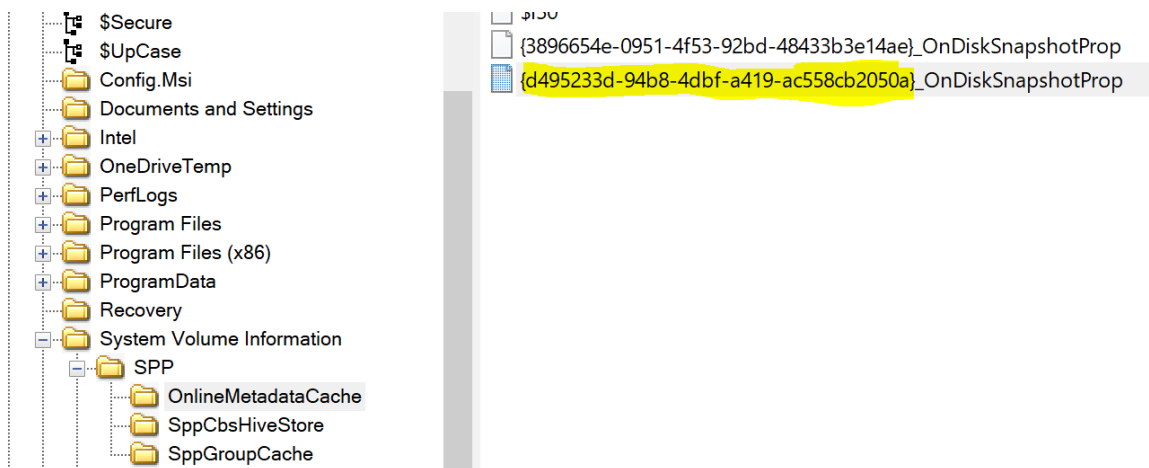 $Secure
$UpCase
Config.Msi
Documents and Settings
Intel
OneDriveTemp
PerfLogs
Program Files
Program Files (x86)
ProgramData
Recovery
System Volume Information
SPP
OnlineMetadataCache
SppCbsHiveStore
SppGroupCache
$I30
{3896654e-0951-4f53-92bd-48433b3e14ae}_OnDiskSnapshotProp
{d495233d-94b8-4dbf-a419-ac558cb2050a}_OnDiskSnapshotProp